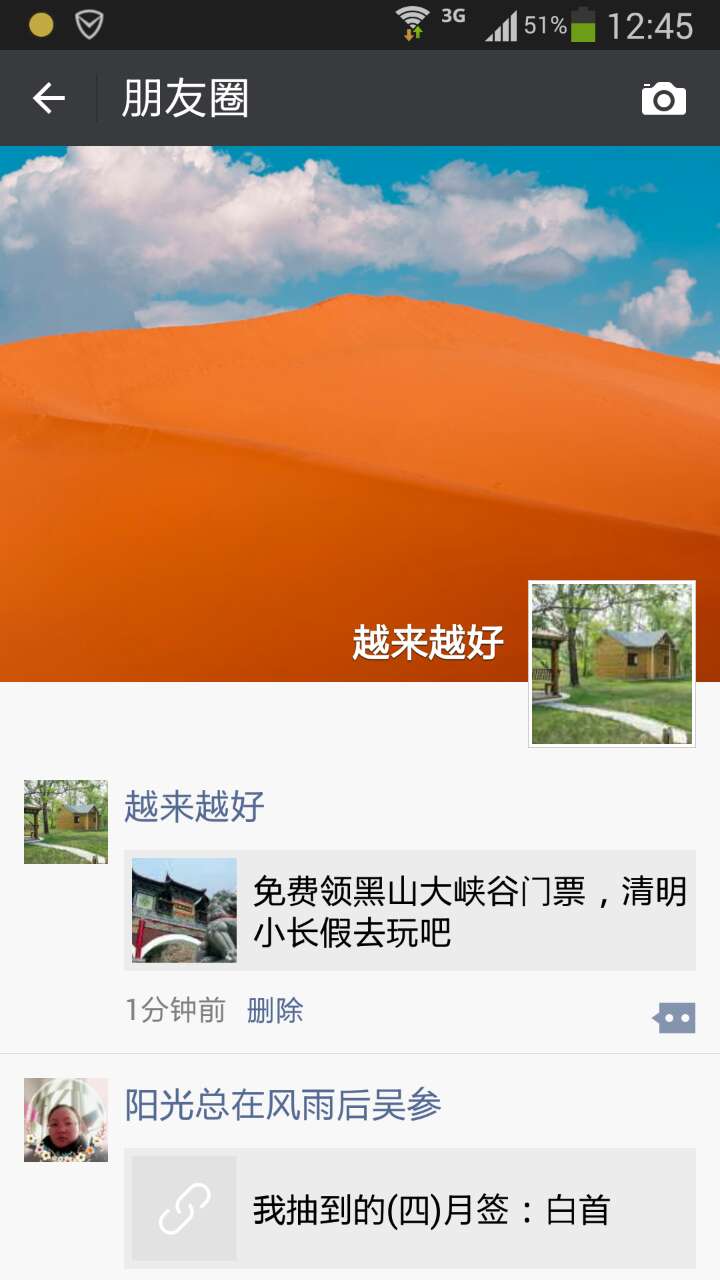 3G 51% 12:45
朋友圈
越来越好
越来越好
免费领黑山大峡谷门票，清明
小长假去玩吧
1分钟前 删除
阳光总在风雨后吴参
我抽到的(四)月签：白首